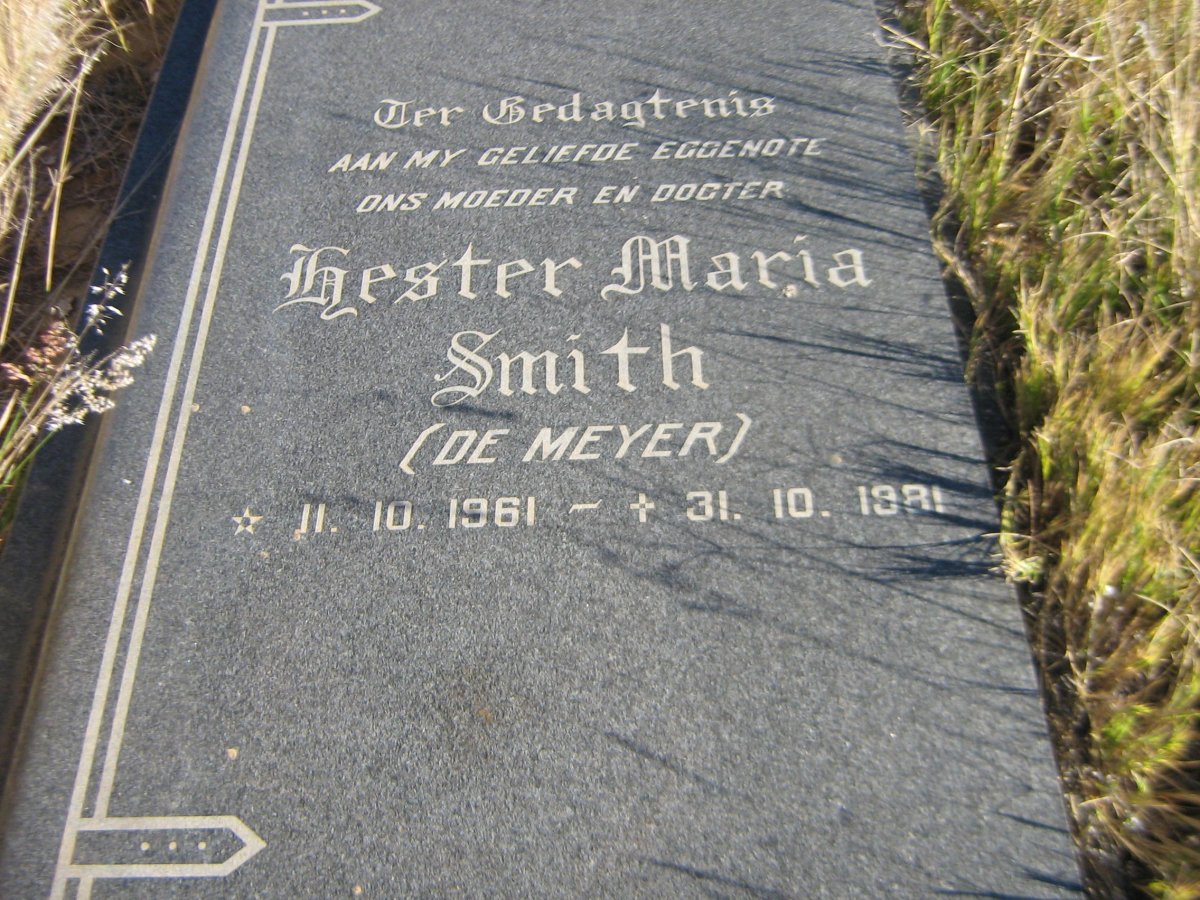 Ter Gedagtenis
AAN MY GELIEFDE EGGENOTE
ONS MOEDER EN DOGTER
Hester Maria
Smith
(DE MEYER)
☆ 11. 10. 1961 ~ ✝ 31. 10. 1981